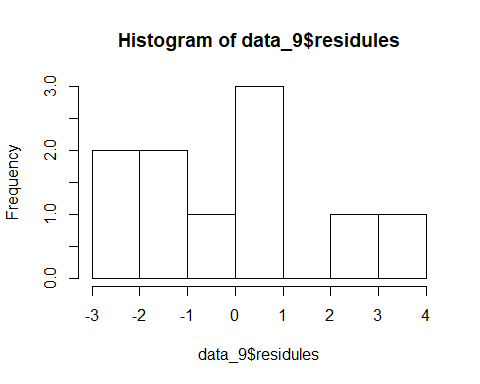 Histogram of data_9$residules
3.0
2.0
1.0
0.0
Frequency
-3 -2 -1 0 1 2 3 4
data_9$residules